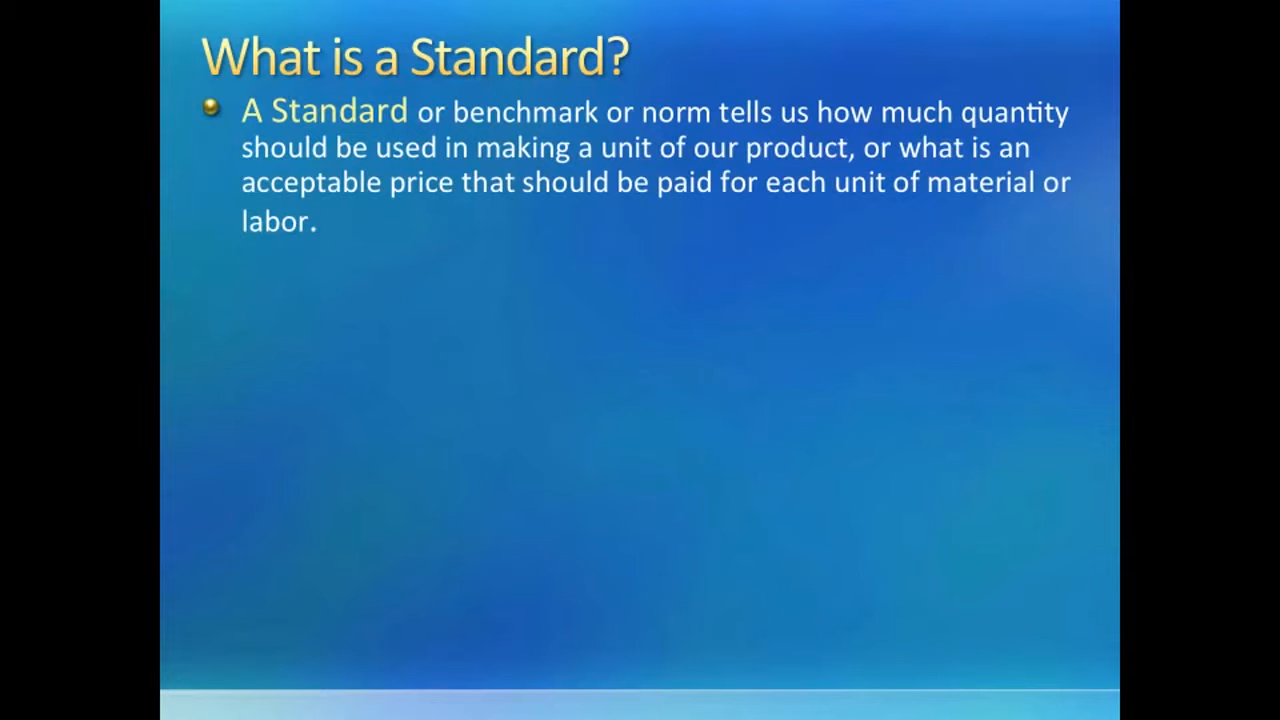 What is a Standard?
A Standard or benchmark or norm tells us how much quantity
should be used in making a unit of our product, or what is an
acceptable price that should be paid for each unit of material or
labor.